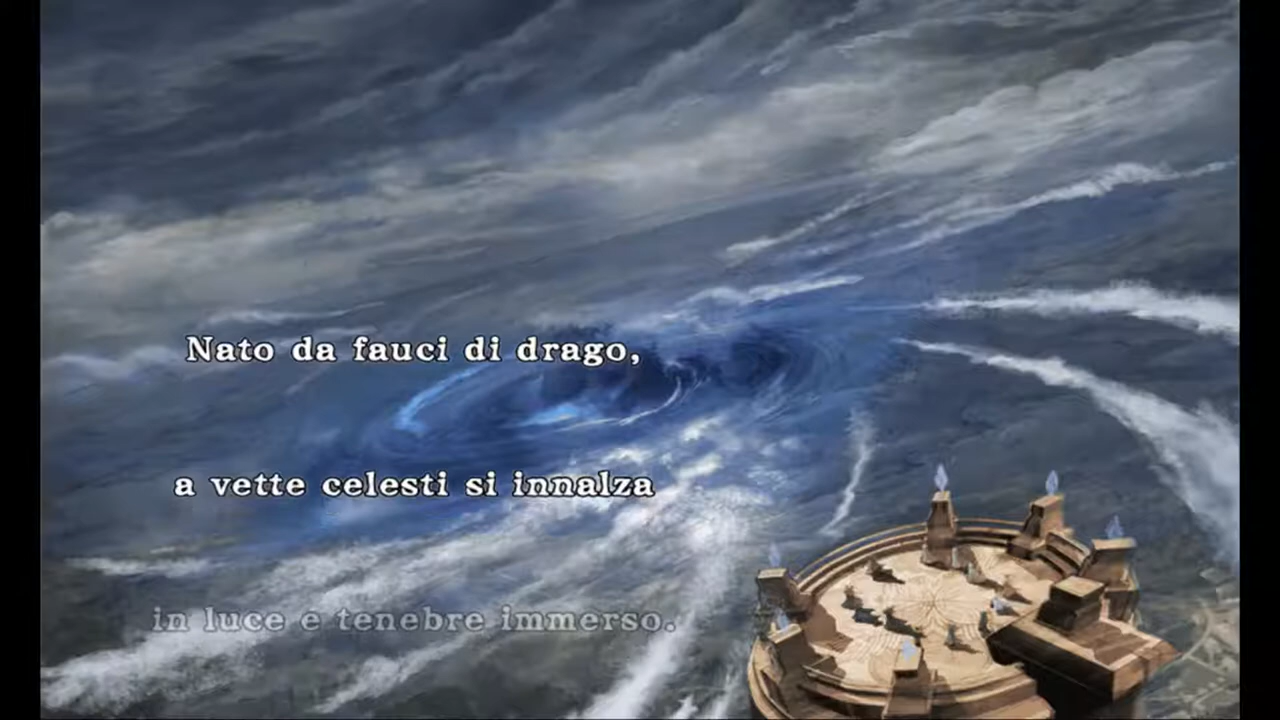 Nato da fauci di drago,
a vette celesti si innalza
in luce e tenebre immerso.